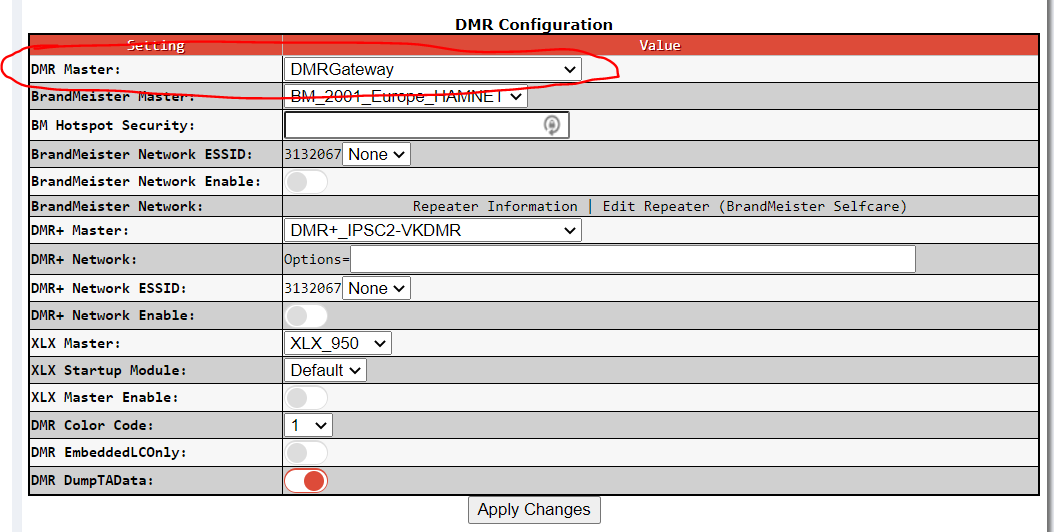 DMR Configuration
Setting Value
DMR Master: DMRGateway
BrandMeister Master: BM_2001_Europe_HAMNET
BM Hotspot Security:
BrandMeister Network ESSID: 3132067 None
BrandMeister Network Enable:
BrandMeister Network: Repeater Information | Edit Repeater (BrandMeister Selfcare)
DMR+ Master: DMR+_IPSC2-VKDMR
DMR+ Network: Options=
DMR+ Network ESSID: 3132067 None
DMR+ Network Enable:
XLX Master: XLX_950
XLX Startup Module: Default
XLX Master Enable:
DMR Color Code: 1
DMR EmbeddedLCOnly:
DMR DumpTAData:
Apply Changes